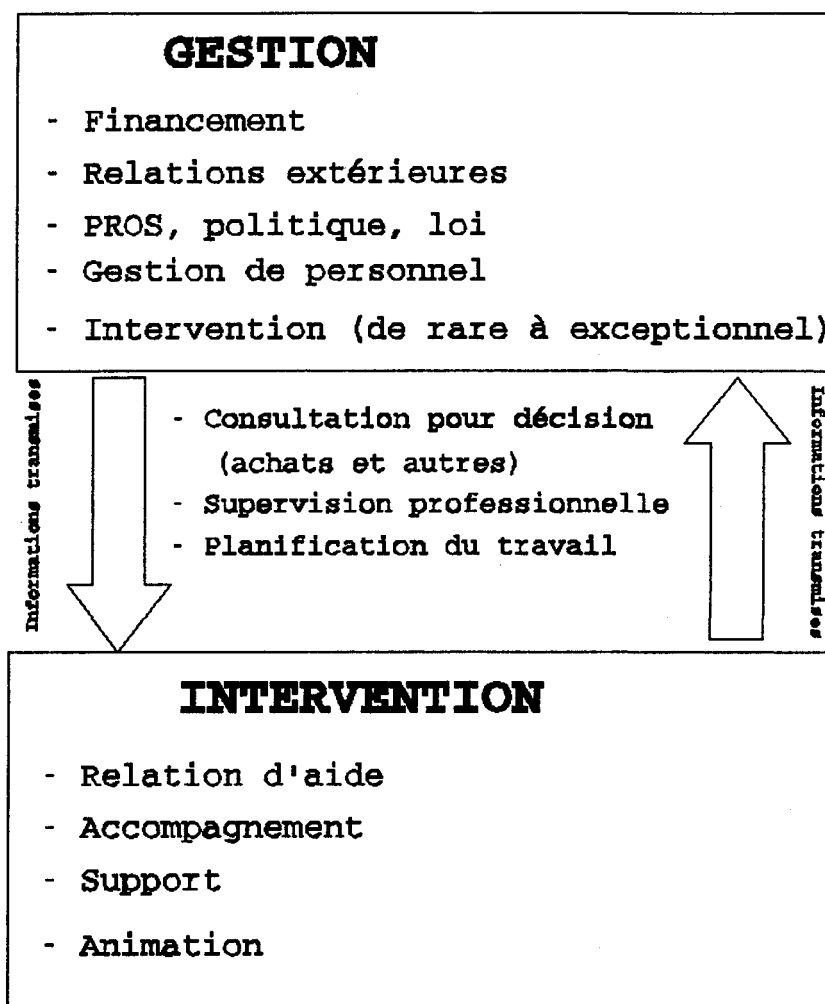 GESTION
- Financement
- Relations extérieures
- PROS, politique, loi
- Gestion de personnel
- Intervention (de rare à exceptionnel)
Informations transmises
- Consultation pour décision
(achats et autres)
- Supervision professionnelle
- Planification du travail
Informations transmises
INTERVENTION
- Relation d'aide
- Accompagnement
- Support
- Animation